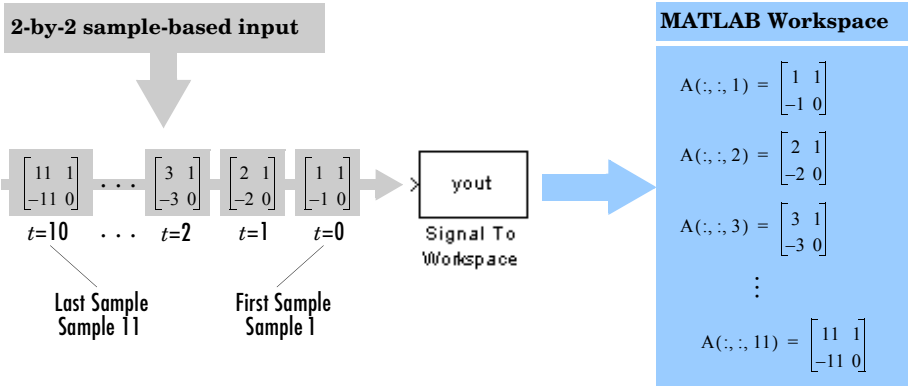 2-by-2 sample-based input
[11 1
−11 0] . . . [3 1
−3 0] [2 1
−2 0] [1 1
−1 0]
t=10 . . . t=2 t=1 t=0
Last Sample
Sample 11
First Sample
Sample 1
yout
Signal To
Workspace
MATLAB Workspace
A(:, :, 1) = [1 1
−1 0]
A(:, :, 2) = [2 1
−2 0]
A(:, :, 3) = [3 1
−3 0]
⋮
A(:, :, 11) = [11 1
−11 0]